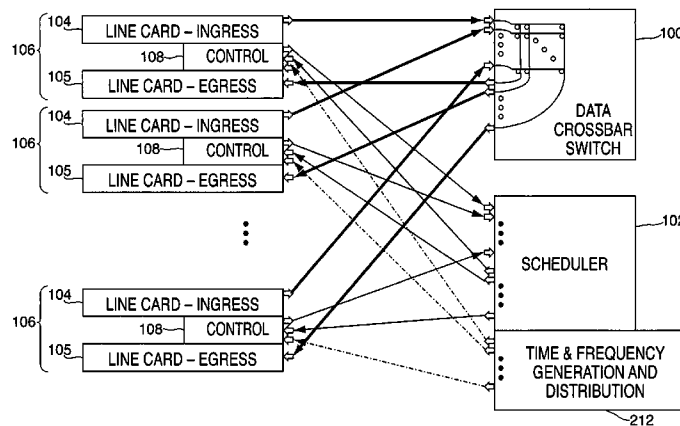 104
LINE CARD – INGRESS
106
108
CONTROL
105
LINE CARD – EGRESS
104
LINE CARD – INGRESS
106
108
CONTROL
105
LINE CARD – EGRESS
104
LINE CARD – INGRESS
106
108
CONTROL
105
LINE CARD – EGRESS
100
DATA
CROSSBAR
SWITCH
102
SCHEDULER
TIME & FREQUENCY
GENERATION AND
DISTRIBUTION
212